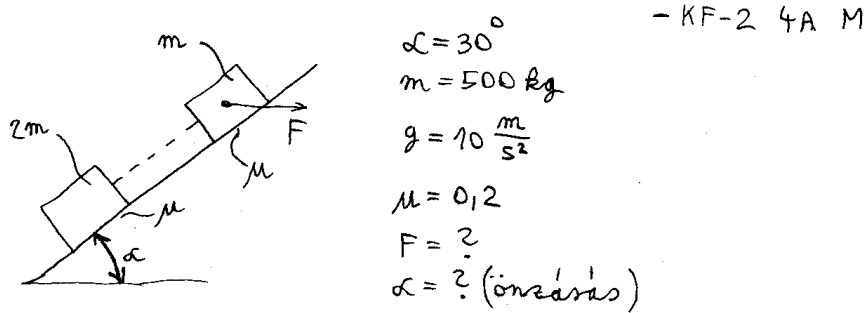 - KF-2 4A M
α = 30°
m = 500 kg
g = 10 m/s²
μ = 0,2
F = ?
α = ? (önzárás)
m
F
2m
μ
μ
α